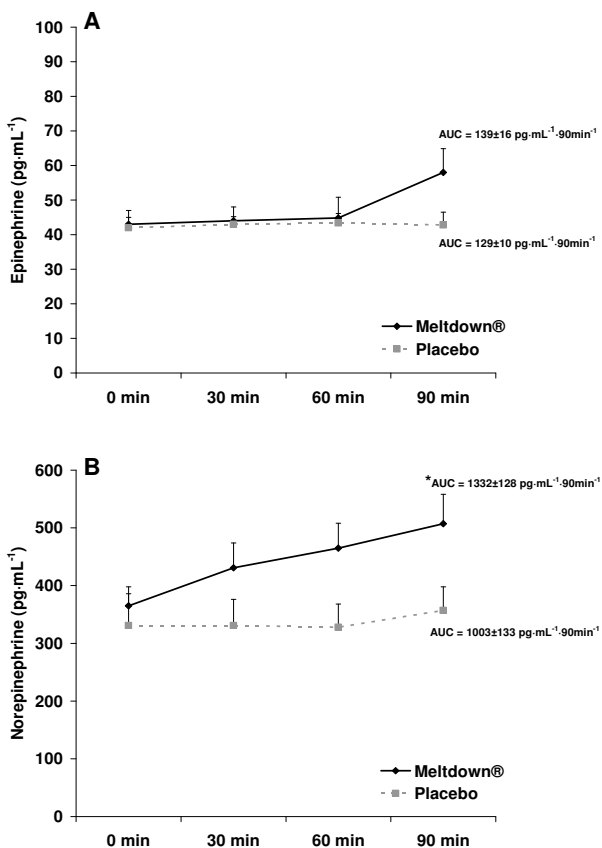 A
100
90
80
70
60
50
40
30
20
10
0
Epinephrine (pg·mL⁻¹)
AUC = 139±16 pg·mL⁻¹·90min⁻¹
AUC = 129±10 pg·mL⁻¹·90min⁻¹
Meltdown®
Placebo
0 min 30 min 60 min 90 min
B
600
500
400
300
200
100
0
Norepinephrine (pg·mL⁻¹)
*AUC = 1332±128 pg·mL⁻¹·90min⁻¹
AUC = 1003±133 pg·mL⁻¹·90min⁻¹
Meltdown®
Placebo
0 min 30 min 60 min 90 min